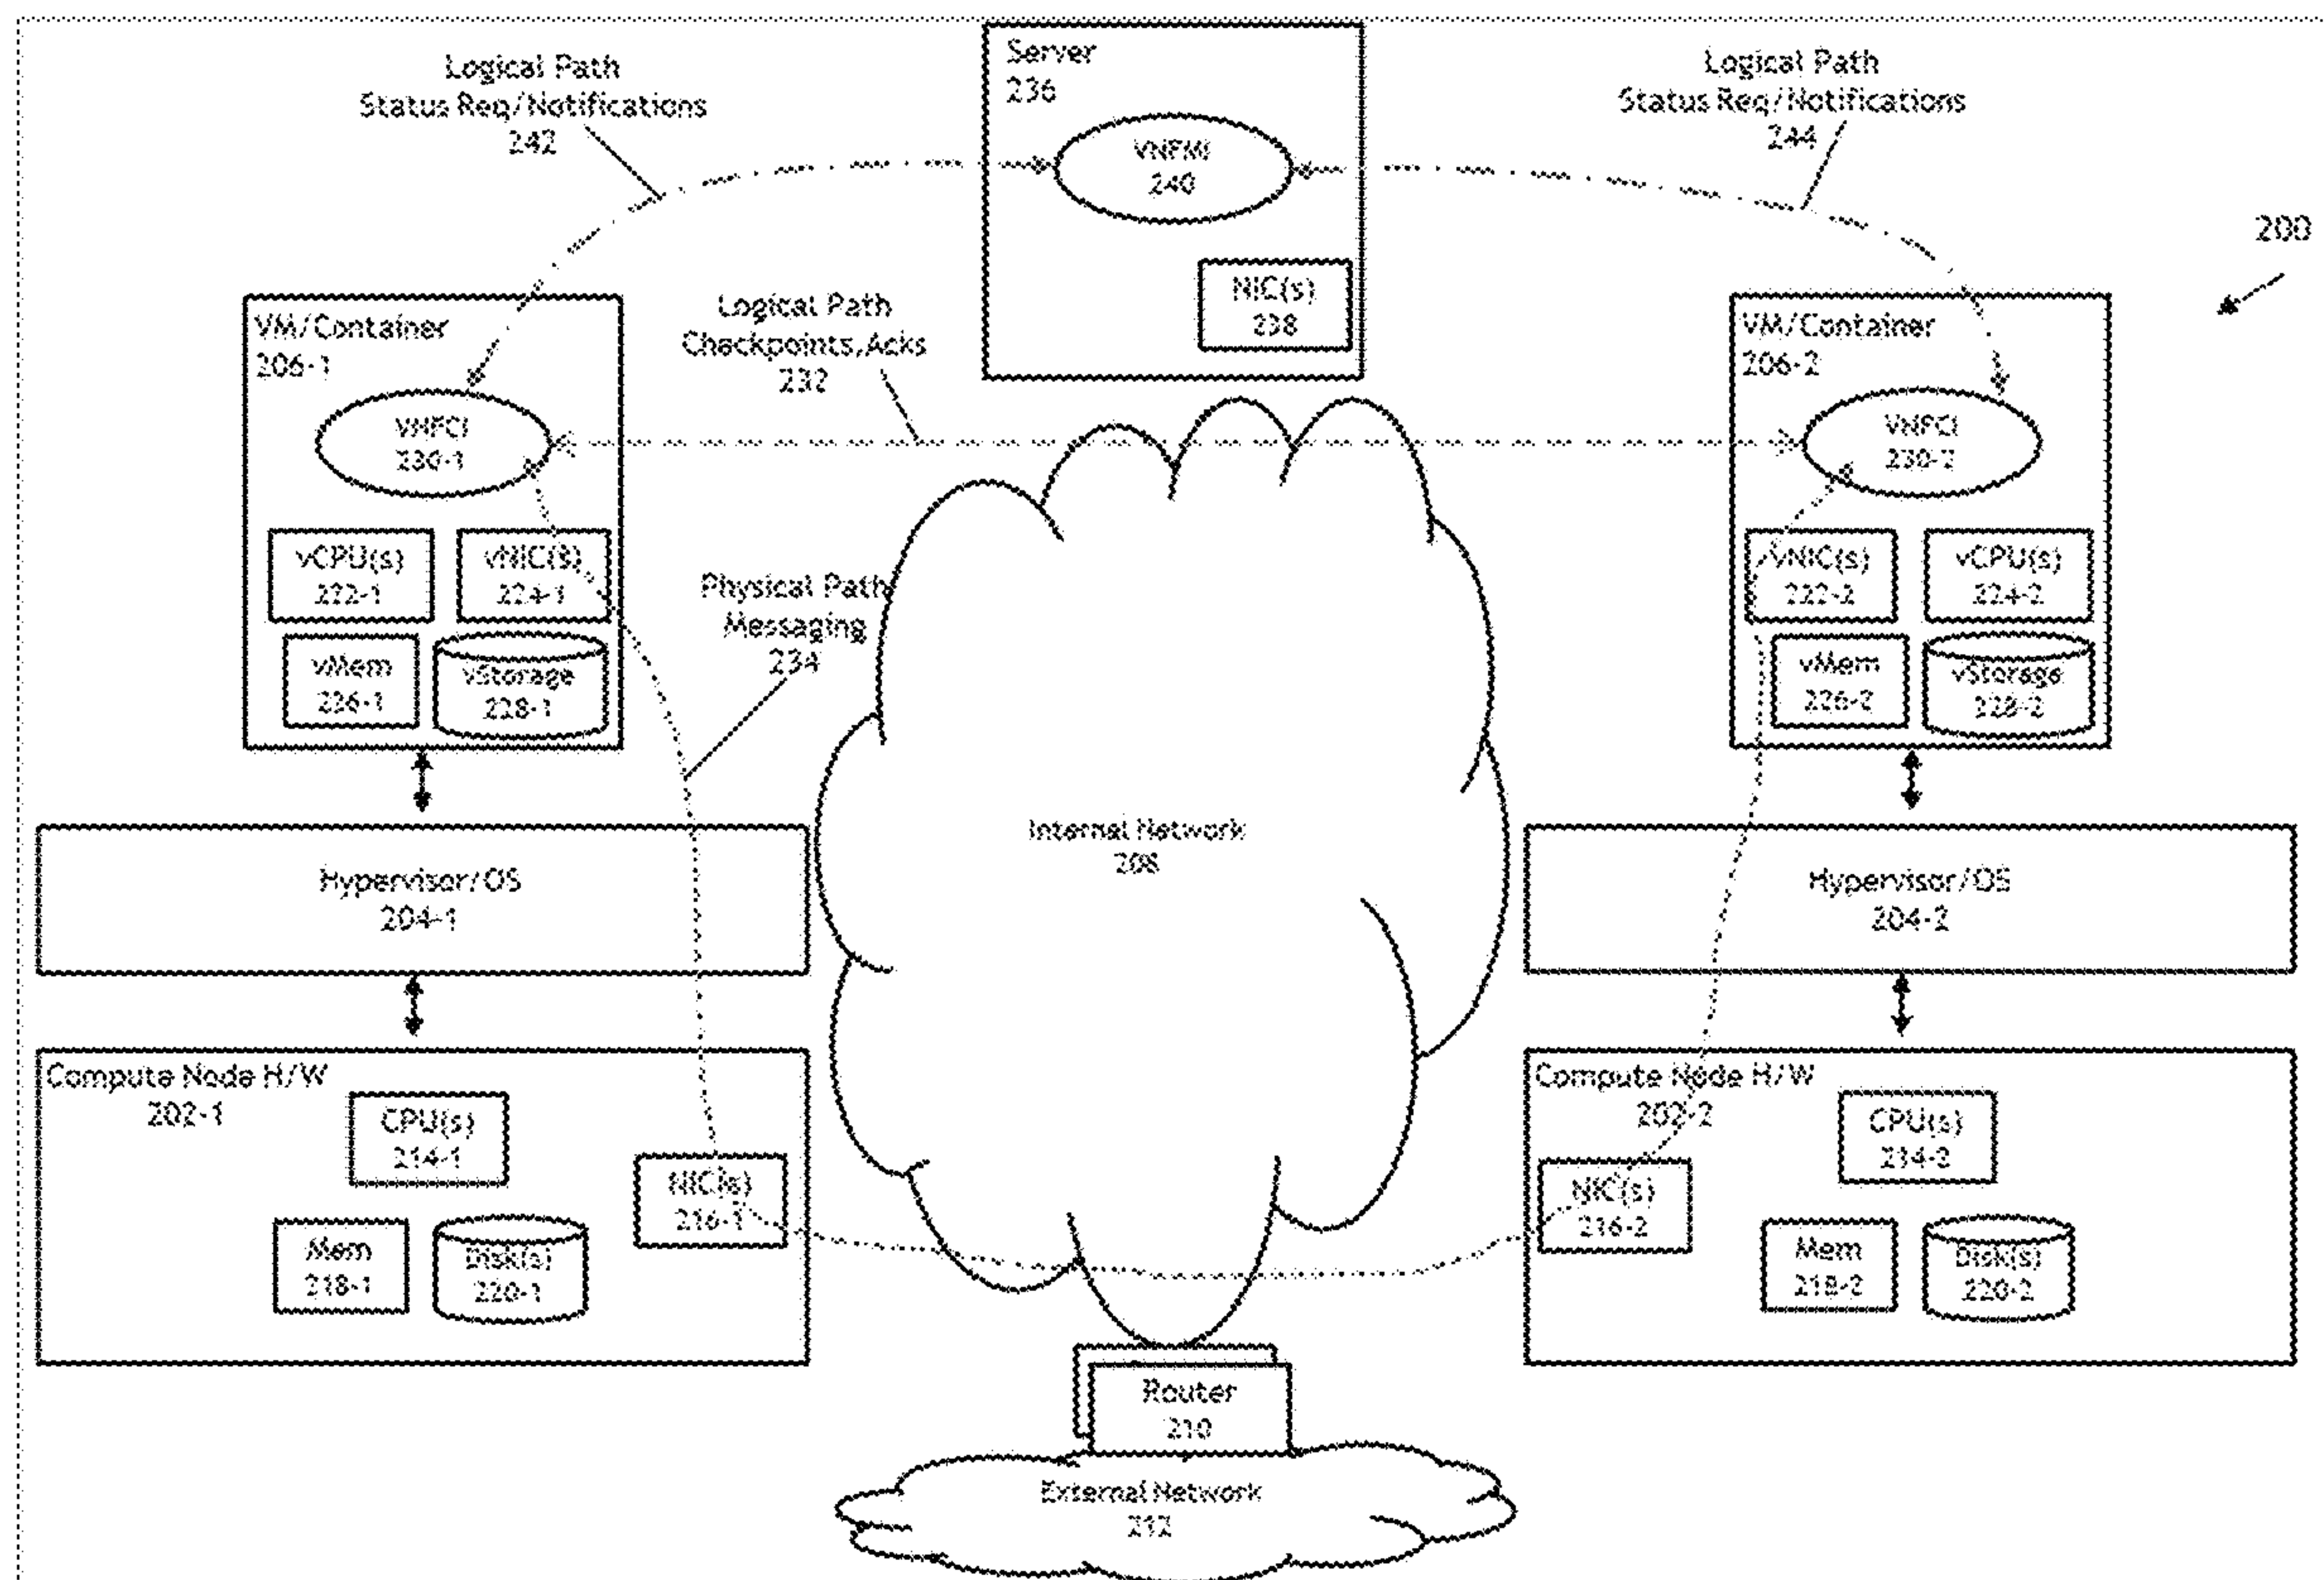 Logical Path
Status Req/Notifications
242
Server
236
VNFMI
240
NIC(s)
238
Logical Path
Status Req/Notifications
244
200
VM/Container
206-1
VNFCI
230-1
vCPU(s)
222-1
vNIC(s)
224-1
vMem
226-1
vStorage
228-1
Logical Path
Checkpoints,Acks
232
Physical Path
Messaging
234
VM/Container
206-2
VNFCI
230-2
vNIC(s)
222-2
vCPU(s)
224-2
vMem
226-2
vStorage
228-2
Internal Network
208
Hypervisor/OS
204-1
Hypervisor/OS
204-2
Compute Node H/W
202-1
CPU(s)
214-1
NIC(s)
216-1
Mem
218-1
Disk(s)
220-1
Compute Node H/W
202-2
CPU(s)
214-2
NIC(s)
216-2
Mem
218-2
Disk(s)
220-2
Router
210
External Network
212